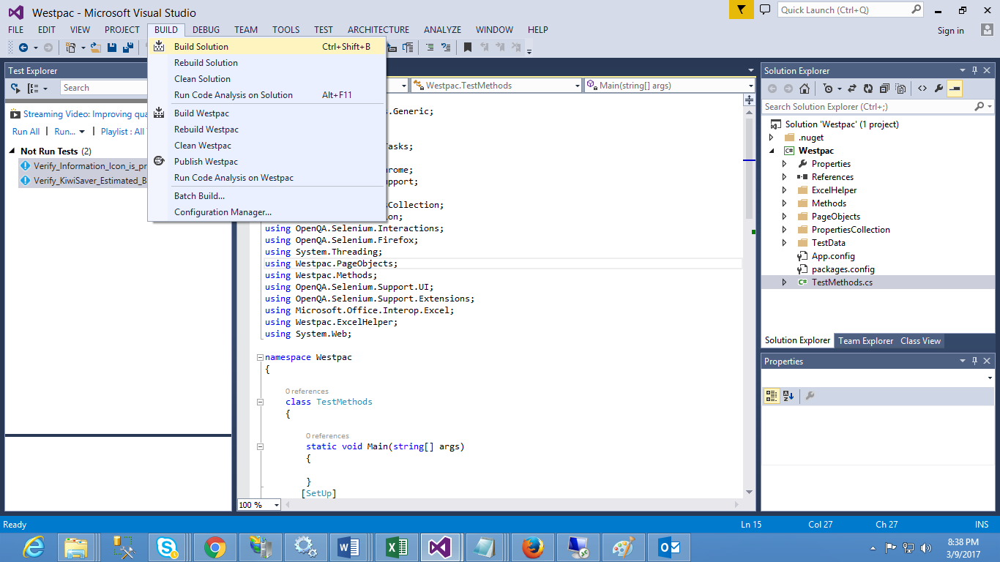 Westpac - Microsoft Visual Studio
Quick Launch (Ctrl+Q)
FILE EDIT VIEW PROJECT BUILD DEBUG TEAM TOOLS TEST ARCHITECTURE ANALYZE WINDOW HELP
Sign in
Build Solution Ctrl+Shift+B
Rebuild Solution
Clean Solution
Run Code Analysis on Solution Alt+F11
Build Westpac
Rebuild Westpac
Clean Westpac
Publish Westpac
Run Code Analysis on Westpac
Batch Build...
Configuration Manager...
Test Explorer
Search
Streaming Video: Improving qua
Run All Run... Playlist : All
Not Run Tests (2)
Verify_Information_Icon_is_pr
Verify_KiwiSaver_Estimated_B
Westpac.TestMethods
Main(string[] args)
s.Generic;
Tasks;
rome;
pport;
sCollection;
on;
using OpenQA.Selenium.Interactions;
using OpenQA.Selenium.Firefox;
using System.Threading;
using Westpac.PageObjects;
using Westpac.Methods;
using OpenQA.Selenium.Support.UI;
using OpenQA.Selenium.Support.Extensions;
using Microsoft.Office.Interop.Excel;
using Westpac.ExcelHelper;
using System.Web;
namespace Westpac
{
0 references
class TestMethods
{
0 references
static void Main(string[] args)
{
}
[SetUp]
100 %
Solution Explorer
Search Solution Explorer (Ctrl+;)
Solution 'Westpac' (1 project)
.nuget
C# Westpac
Properties
References
ExcelHelper
Methods
PageObjects
PropertiesCollection
TestData
App.config
packages.config
C# TestMethods.cs
Solution Explorer Team Explorer Class View
Properties
Ready
Ln 15 Col 27 Ch 27 INS
8:38 PM
3/9/2017